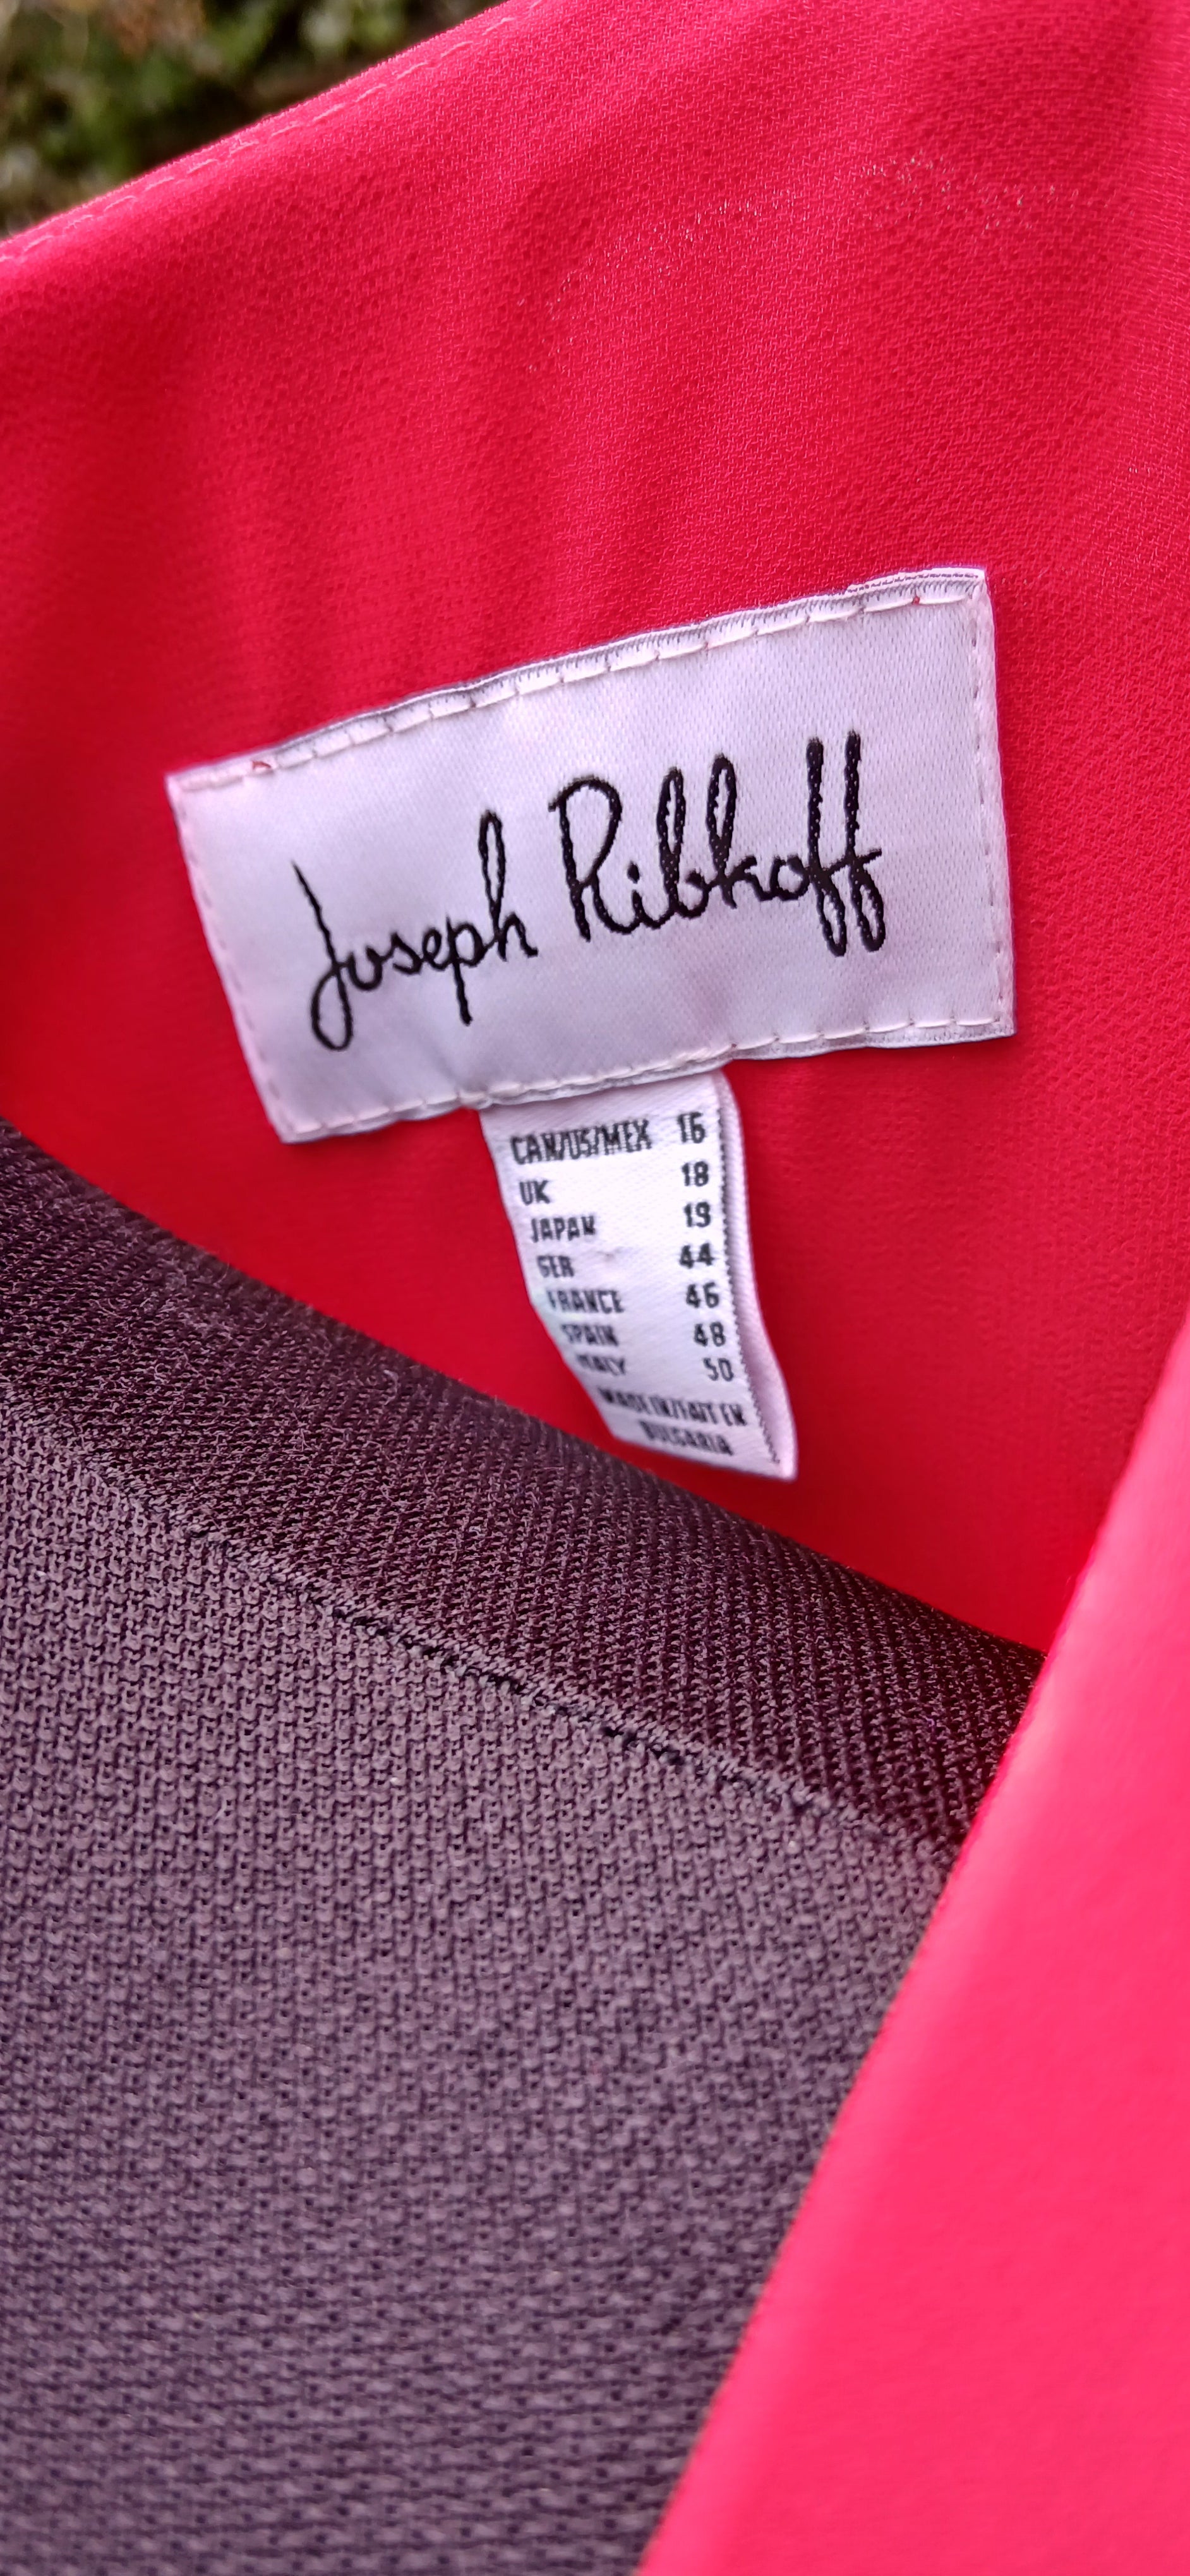 Joseph Ribkoff
CAN/US/MEX 16
UK 18
JAPAN 19
GER 44
FRANCE 46
SPAIN 48
ITALY 50
MADE IN/FAIT EN
BULGARIA